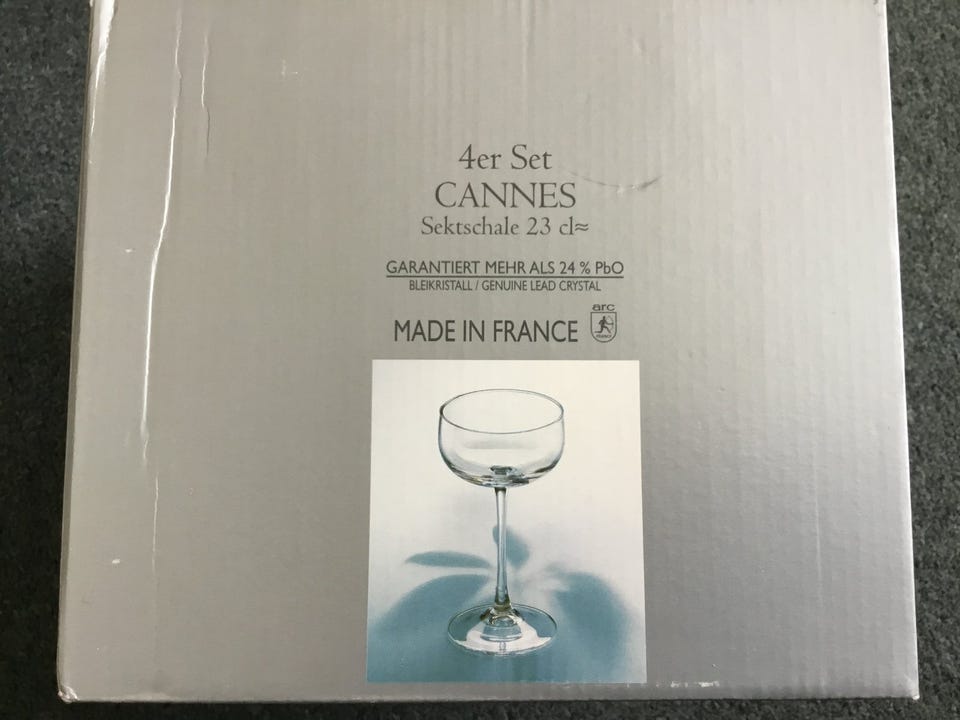 4er Set
CANNES
Sektschale 23 cl≈
GARANTIERT MEHR ALS 24 % PbO
BLEIKRISTALL / GENUINE LEAD CRYSTAL
arc
MADE IN FRANCE
FRANCE